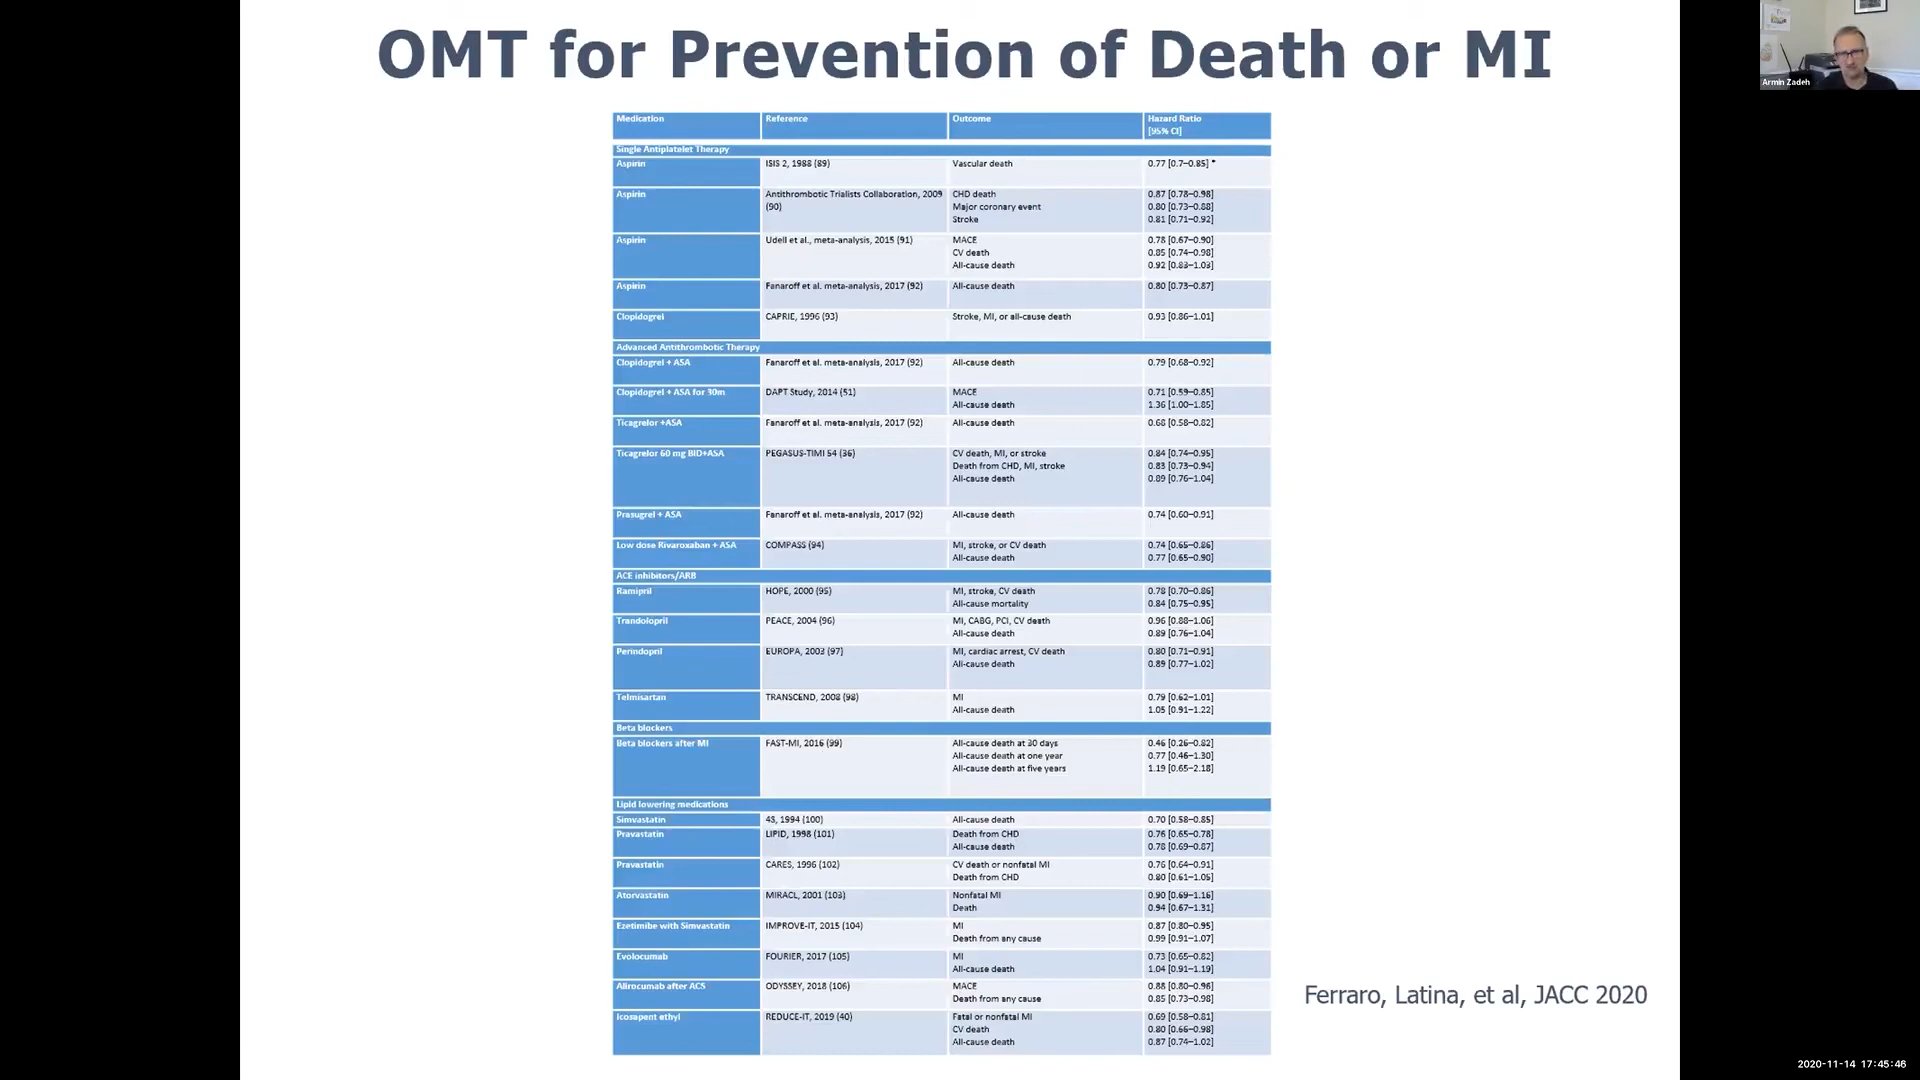 OMT for Prevention of Death or MI
Armin Zadeh
Medication Reference Outcome Hazard Ratio
[95% CI]
Single Antiplatelet Therapy
Aspirin ISIS 2, 1988 (89) Vascular death 0.77 [0.7–0.85] *
Aspirin Antithrombotic Trialists Collaboration, 2009 CHD death 0.87 [0.78–0.98]
(90) Major coronary event 0.80 [0.73–0.88]
Stroke 0.81 [0.71–0.92]
Aspirin Udell et al., meta-analysis, 2015 (91) MACE 0.78 [0.67–0.90]
CV death 0.85 [0.74–0.98]
All-cause death 0.92 [0.83–1.03]
Aspirin Fanaroff et al. meta-analysis, 2017 (92) All-cause death 0.80 [0.73–0.87]
Clopidogrel CAPRIE, 1996 (93) Stroke, MI, or all-cause death 0.93 [0.86–1.01]
Advanced Antithrombotic Therapy
Clopidogrel + ASA Fanaroff et al. meta-analysis, 2017 (92) All-cause death 0.79 [0.68–0.92]
Clopidogrel + ASA for 30m DAPT Study, 2014 (51) MACE 0.71 [0.59–0.85]
All-cause death 1.36 [1.00–1.85]
Ticagrelor +ASA Fanaroff et al. meta-analysis, 2017 (92) All-cause death 0.68 [0.58–0.82]
Ticagrelor 60 mg BID+ASA PEGASUS-TIMI 54 (36) CV death, MI, or stroke 0.84 [0.74–0.95]
Death from CHD, MI, stroke 0.83 [0.73–0.94]
All-cause death 0.89 [0.76–1.04]
Prasugrel + ASA Fanaroff et al. meta-analysis, 2017 (92) All-cause death 0.74 [0.60–0.91]
Low dose Rivaroxaban + ASA COMPASS (94) MI, stroke, or CV death 0.74 [0.65–0.86]
All-cause death 0.77 [0.65–0.90]
ACE inhibitors/ARB
Ramipril HOPE, 2000 (95) MI, stroke, CV death 0.78 [0.70–0.86]
All-cause mortality 0.84 [0.75–0.95]
Trandolopril PEACE, 2004 (96) MI, CABG, PCI, CV death 0.96 [0.88–1.06]
All-cause death 0.89 [0.76–1.04]
Perindopril EUROPA, 2003 (97) MI, cardiac arrest, CV death 0.80 [0.71–0.91]
All-cause death 0.89 [0.77–1.02]
Telmisartan TRANSCEND, 2008 (98) MI 0.79 [0.62–1.01]
All-cause death 1.05 [0.91–1.22]
Beta blockers
Beta blockers after MI FAST-MI, 2016 (99) All-cause death at 30 days 0.46 [0.26–0.82]
All-cause death at one year 0.77 [0.46–1.30]
All-cause death at five years 1.19 [0.65–2.18]
Lipid lowering medications
Simvastatin 4S, 1994 (100) All-cause death 0.70 [0.58–0.85]
Pravastatin LIPID, 1998 (101) Death from CHD 0.76 [0.65–0.78]
All-cause death 0.78 [0.69–0.87]
Pravastatin CARES, 1996 (102) CV death or nonfatal MI 0.76 [0.64–0.91]
Death from CHD 0.80 [0.61–1.05]
Atorvastatin MIRACL, 2001 (103) Nonfatal MI 0.90 [0.69–1.16]
Death 0.94 [0.67–1.31]
Ezetimibe with Simvastatin IMPROVE-IT, 2015 (104) MI 0.87 [0.80–0.95]
Death from any cause 0.99 [0.91–1.07]
Evolocumab FOURIER, 2017 (105) MI 0.73 [0.65–0.82]
All-cause death 1.04 [0.91–1.19]
Alirocumab after ACS ODYSSEY, 2018 (106) MACE 0.88 [0.80–0.96]
Death from any cause 0.85 [0.73–0.98]
Icosapent ethyl REDUCE-IT, 2019 (40) Fatal or nonfatal MI 0.69 [0.58–0.81]
CV death 0.80 [0.66–0.98]
All-cause death 0.87 [0.74–1.02]
Ferraro, Latina, et al, JACC 2020
2020-11-14 17:45:46